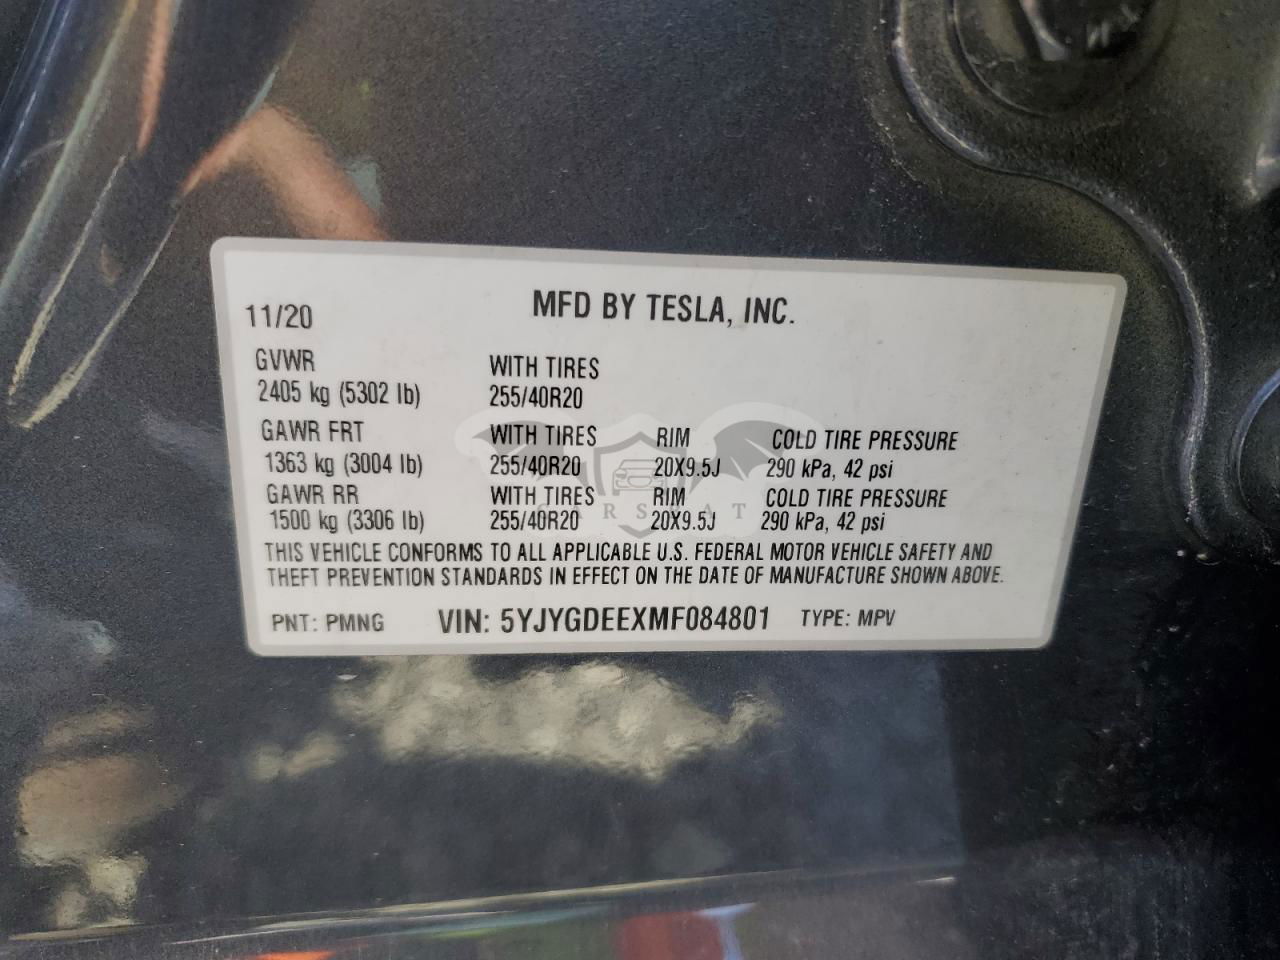 11/20 MFD BY TESLA, INC.
GVWR WITH TIRES
2405 kg (5302 lb) 255/40R20
GAWR FRT WITH TIRES RIM COLD TIRE PRESSURE
1363 kg (3004 lb) 255/40R20 20X9.5J 290 kPa, 42 psi
GAWR RR WITH TIRES RIM COLD TIRE PRESSURE
1500 kg (3306 lb) 255/40R20 20X9.5J 290 kPa, 42 psi
THIS VEHICLE CONFORMS TO ALL APPLICABLE U.S. FEDERAL MOTOR VEHICLE SAFETY AND
THEFT PREVENTION STANDARDS IN EFFECT ON THE DATE OF MANUFACTURE SHOWN ABOVE.
PNT: PMNG VIN: 5YJYGDEEXMF084801 TYPE: MPV